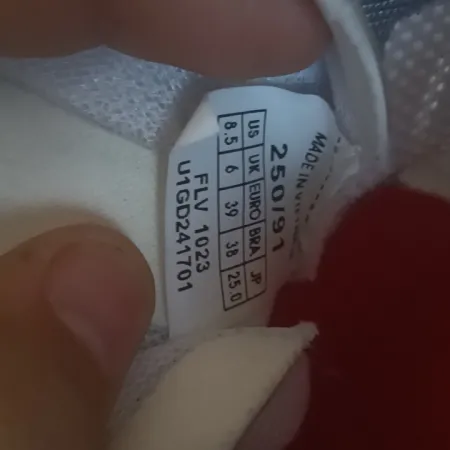 MADE IN VIETNAM
250/91
US UK EURO BRA JP
8.5 6 39 38 25.0
FLV 1023
U1GD241701